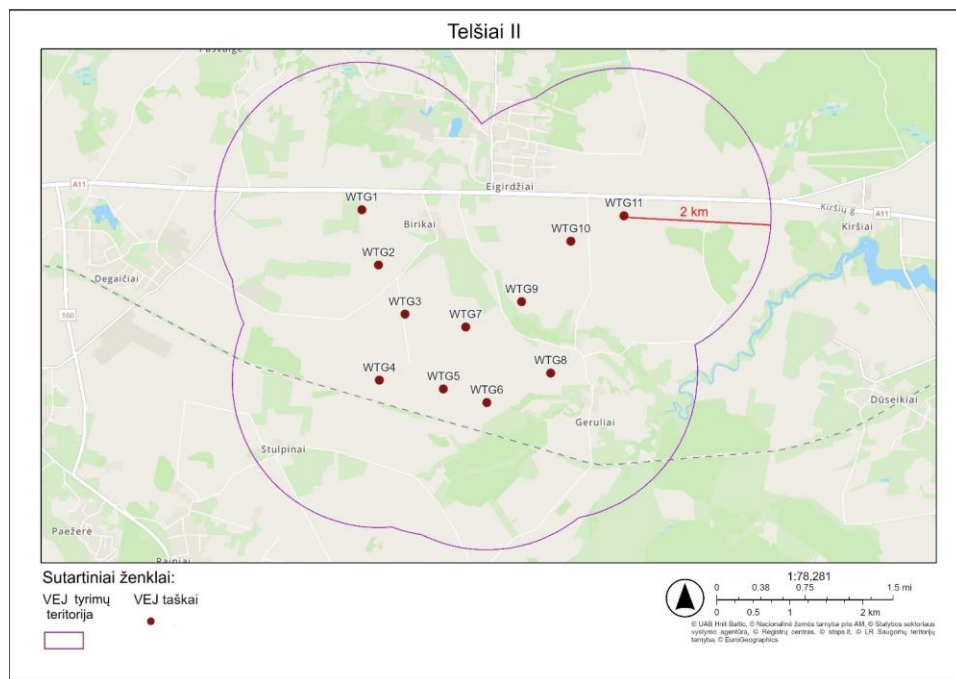 Telšiai II
A11
Eigirdžiai
WTG1
WTG11
2 km
Kiršių g.
A11
Kiršiai
Birikai
WTG10
WTG2
Degaičiai
WTG9
WTG3
160
WTG7
WTG8
WTG4
WTG5
WTG6
Dūseikiai
Geruliai
Stulpinai
Paežerė
Rainiai
Sutartiniai ženklai:
VEJ tyrimų
teritorija
VEJ taškai
1:78,281
0 0.38 0.75 1.5 mi
0 0.5 1 2 km
© UAB Hnit-Baltic, © Nacionalinė žemės tarnyba prie AM, © Statybos sektoriaus
vystymo agentūra, © Registrų centras, © stops.lt, © LR Saugomų teritorijų
tarnyba, © EuroGeographics